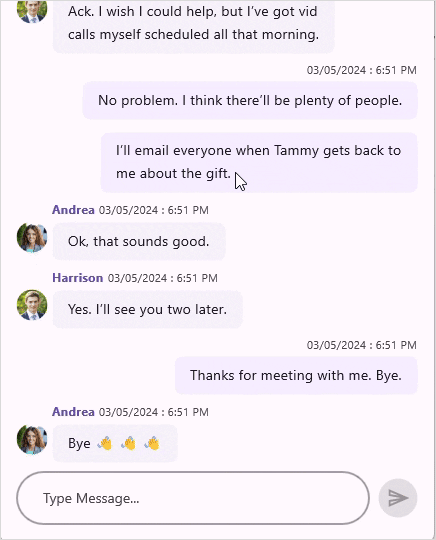 Ack. I wish I could help, but I've got vid
calls myself scheduled all that morning.
03/05/2024 : 6:51 PM
No problem. I think there'll be plenty of people.
I'll email everyone when Tammy gets back to
me about the gift.
Andrea 03/05/2024 : 6:51 PM
Ok, that sounds good.
Harrison 03/05/2024 : 6:51 PM
Yes. I'll see you two later.
03/05/2024 : 6:51 PM
Thanks for meeting with me. Bye.
Andrea 03/05/2024 : 6:51 PM
Bye 👋 👋 👋
Type Message...